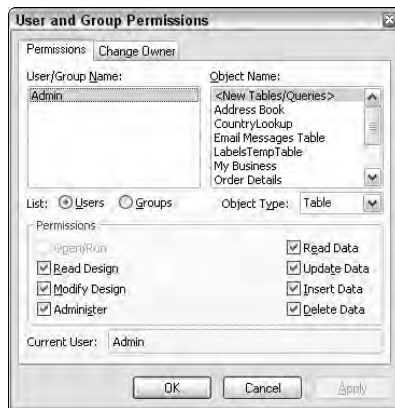 User and Group Permissions
Permissions
Change Owner
User/Group Name:
Object Name:
Admin
<New Tables/Queries>
Address Book
CountryLookup
Email Messages Table
LabelsTempTable
My Business
Order Details
List: Users Groups
Object Type: Table
Permissions
Open/Run
Read Data
Read Design
Update Data
Modify Design
Insert Data
Administer
Delete Data
Current User: Admin
OK
Cancel
Apply